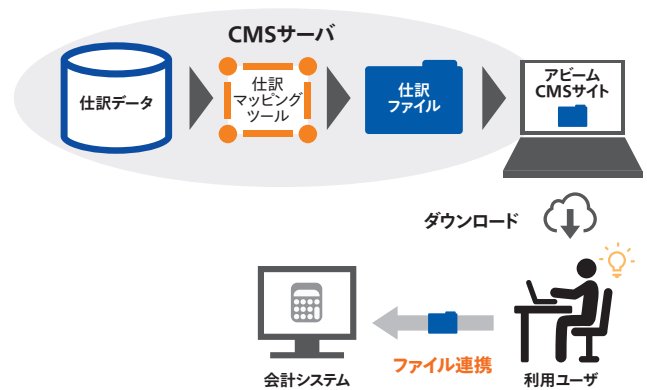 CMSサーバ
仕訳データ
仕訳
マッピング
ツール
仕訳
ファイル
アビーム
CMSサイト
ダウンロード
ファイル連携
会計システム
利用ユーザ